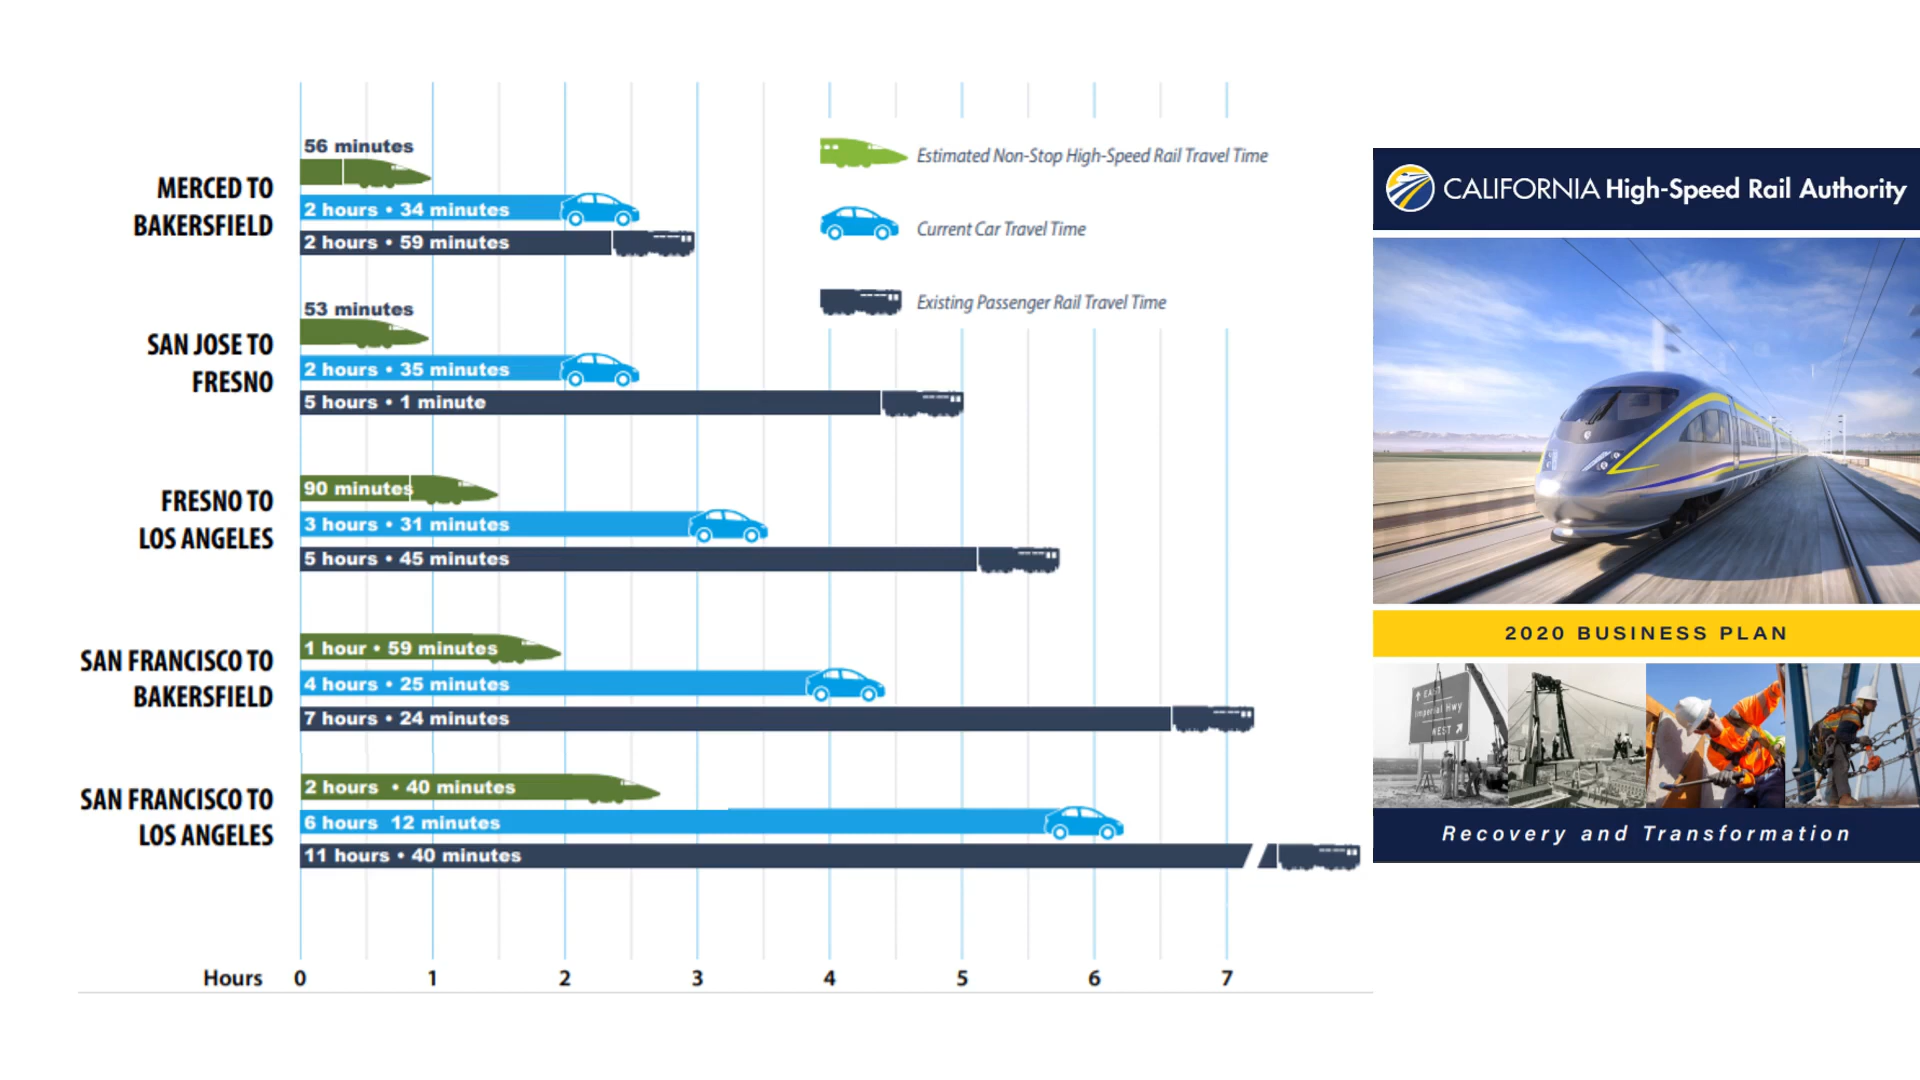 56 minutes
MERCED TO
BAKERSFIELD
2 hours • 34 minutes
2 hours • 59 minutes
Estimated Non-Stop High-Speed Rail Travel Time
Current Car Travel Time
Existing Passenger Rail Travel Time
53 minutes
SAN JOSE TO
FRESNO
2 hours • 35 minutes
5 hours • 1 minute
90 minutes
FRESNO TO
LOS ANGELES
3 hours • 31 minutes
5 hours • 45 minutes
1 hour • 59 minutes
SAN FRANCISCO TO
BAKERSFIELD
4 hours • 25 minutes
7 hours • 24 minutes
2 hours • 40 minutes
SAN FRANCISCO TO
LOS ANGELES
6 hours 12 minutes
11 hours • 40 minutes
Hours 0 1 2 3 4 5 6 7
CALIFORNIA High-Speed Rail Authority
2020 BUSINESS PLAN
EAST
Imperial Hwy
WEST
Recovery and Transformation